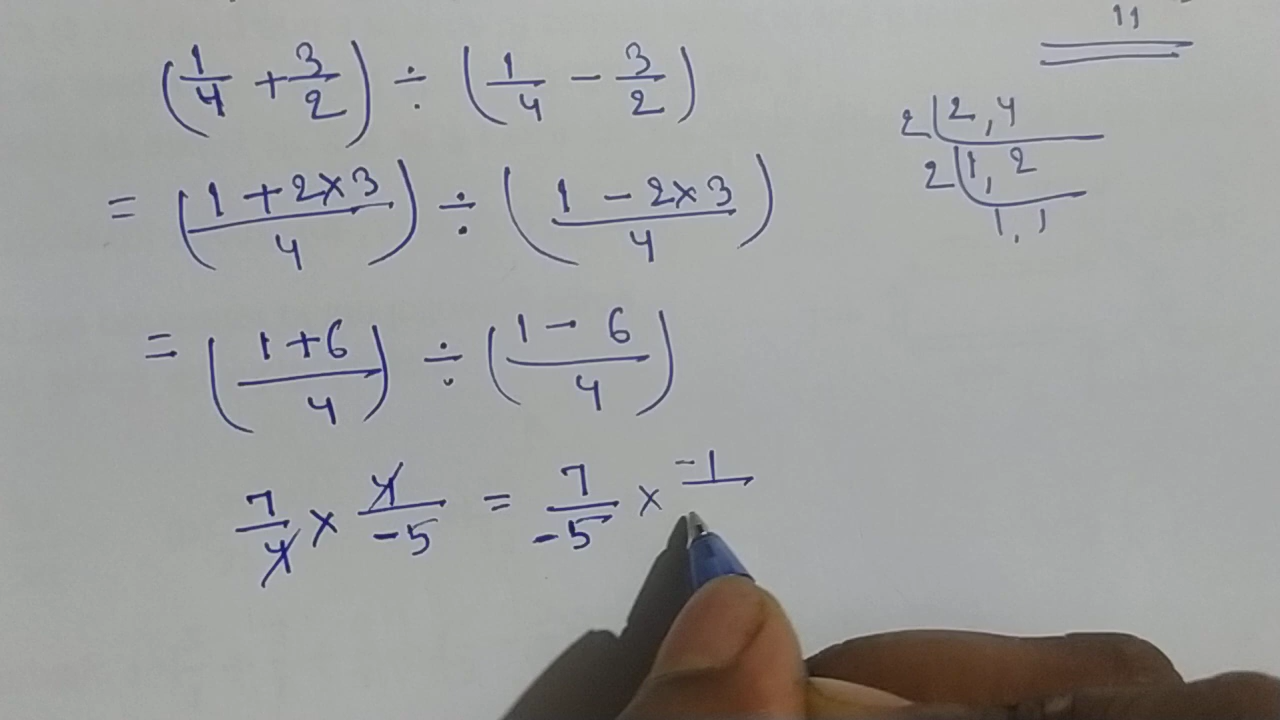 11
(1/4 + 3/2) ÷ (1/4 - 3/2)
= (1 + 2×3 / 4) ÷ (1 - 2×3 / 4)
= (1+6 / 4) ÷ (1 - 6 / 4)
7/4 × 4/-5 = 7/-5 × -1/
2 | 2, 4
2 | 1, 2
1, 1